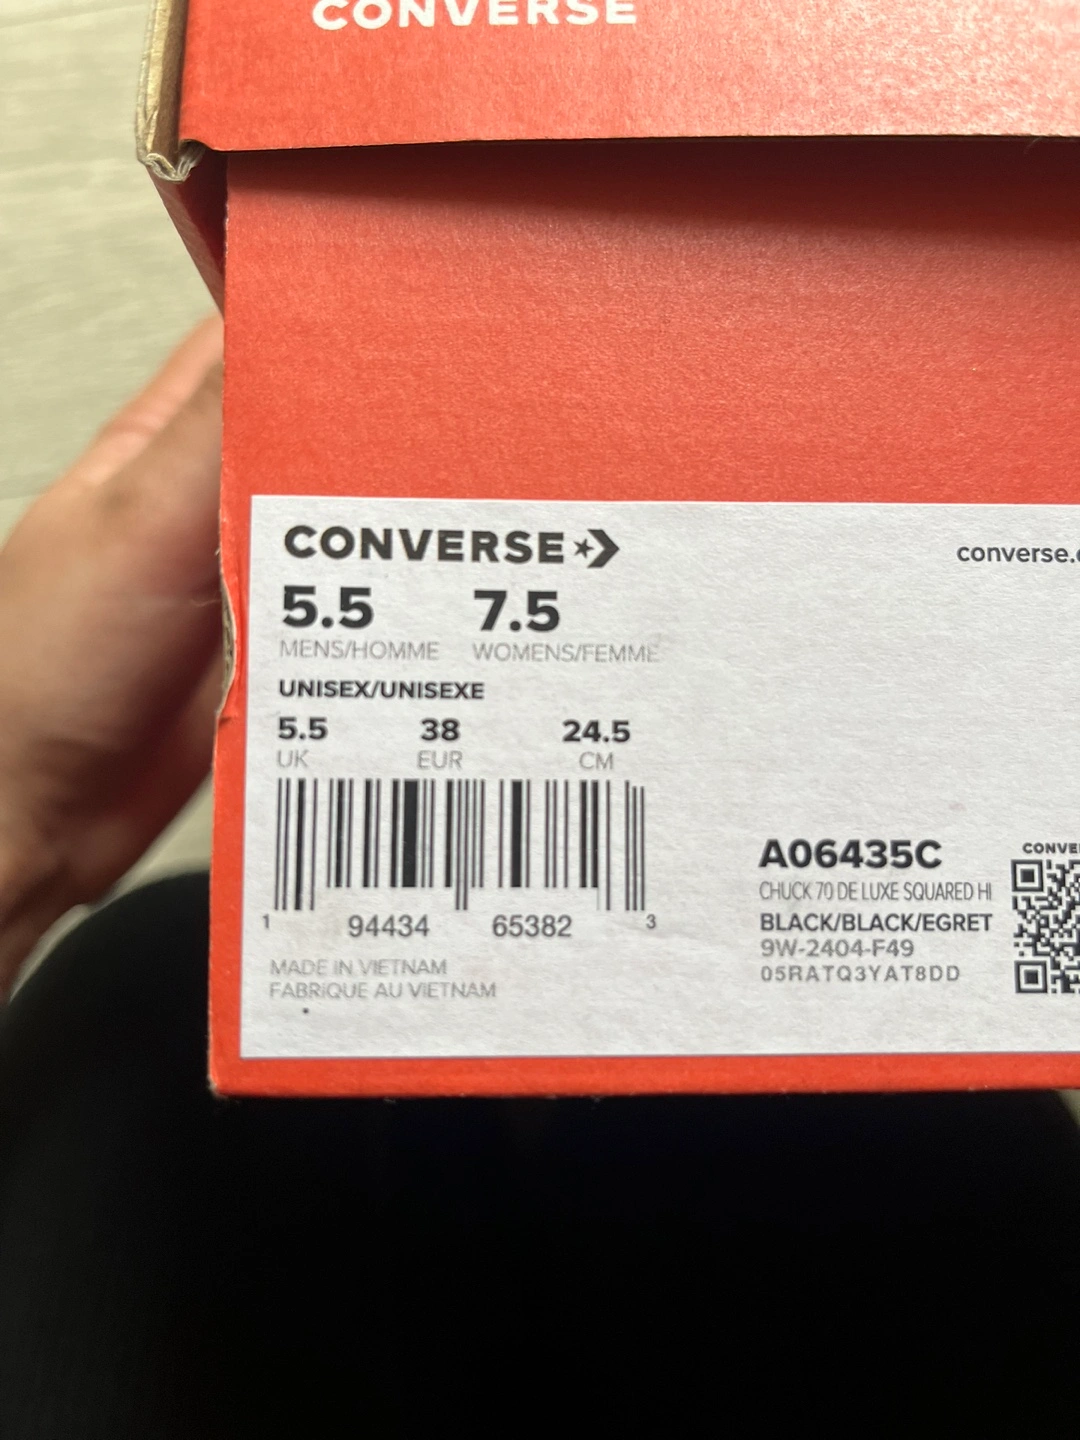 CONVERSE
CONVERSE
converse.
5.5 7.5
MENS/HOMME WOMENS/FEMME
UNISEX/UNISEXE
5.5 38 24.5
UK EUR CM
1 94434 65382 3
MADE IN VIETNAM
FABRIQUE AU VIETNAM
A06435C
CHUCK 70 DE LUXE SQUARED HI
BLACK/BLACK/EGRET
9W-2404-F49
05RATQ3YAT8DD
CONVE